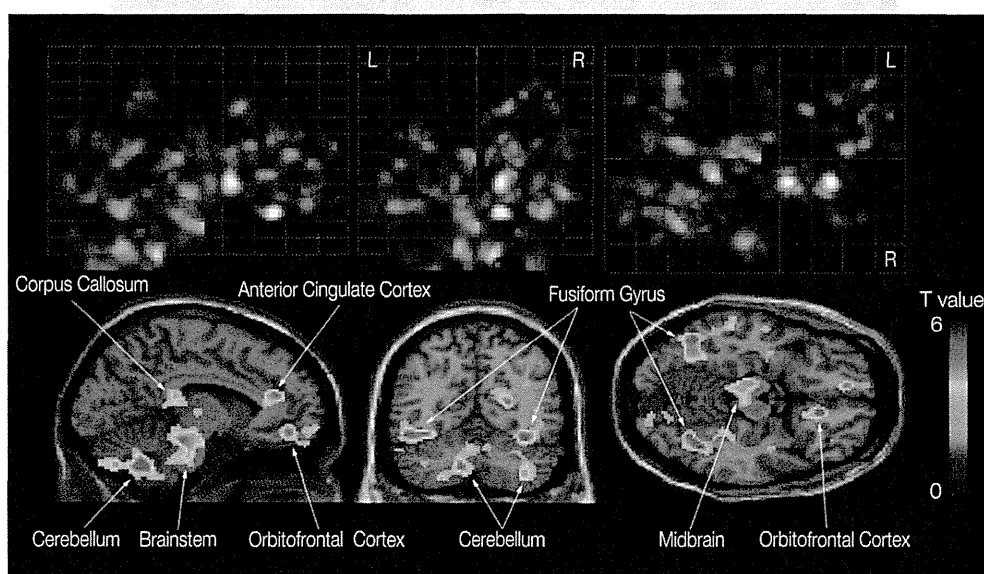 L
R
L
R
Corpus Callosum
Anterior Cingulate Cortex
Fusiform Gyrus
T value
6
0
Cerebellum
Brainstem
Orbitofrontal Cortex
Cerebellum
Midbrain
Orbitofrontal Cortex